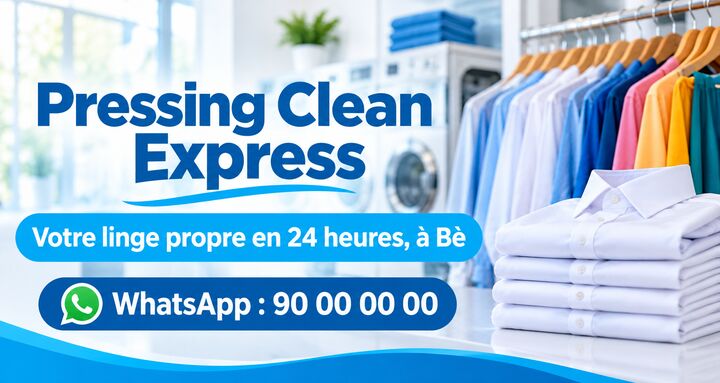 Pressing Clean
Express
Votre linge propre en 24 heures, à Bè
WhatsApp : 90 00 00 00